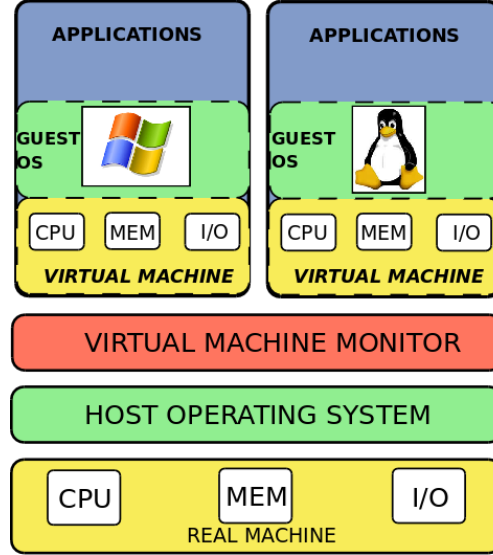 APPLICATIONS
GUEST
OS
CPU MEM I/O
VIRTUAL MACHINE
APPLICATIONS
GUEST
OS
CPU MEM I/O
VIRTUAL MACHINE
VIRTUAL MACHINE MONITOR
HOST OPERATING SYSTEM
CPU MEM I/O
REAL MACHINE